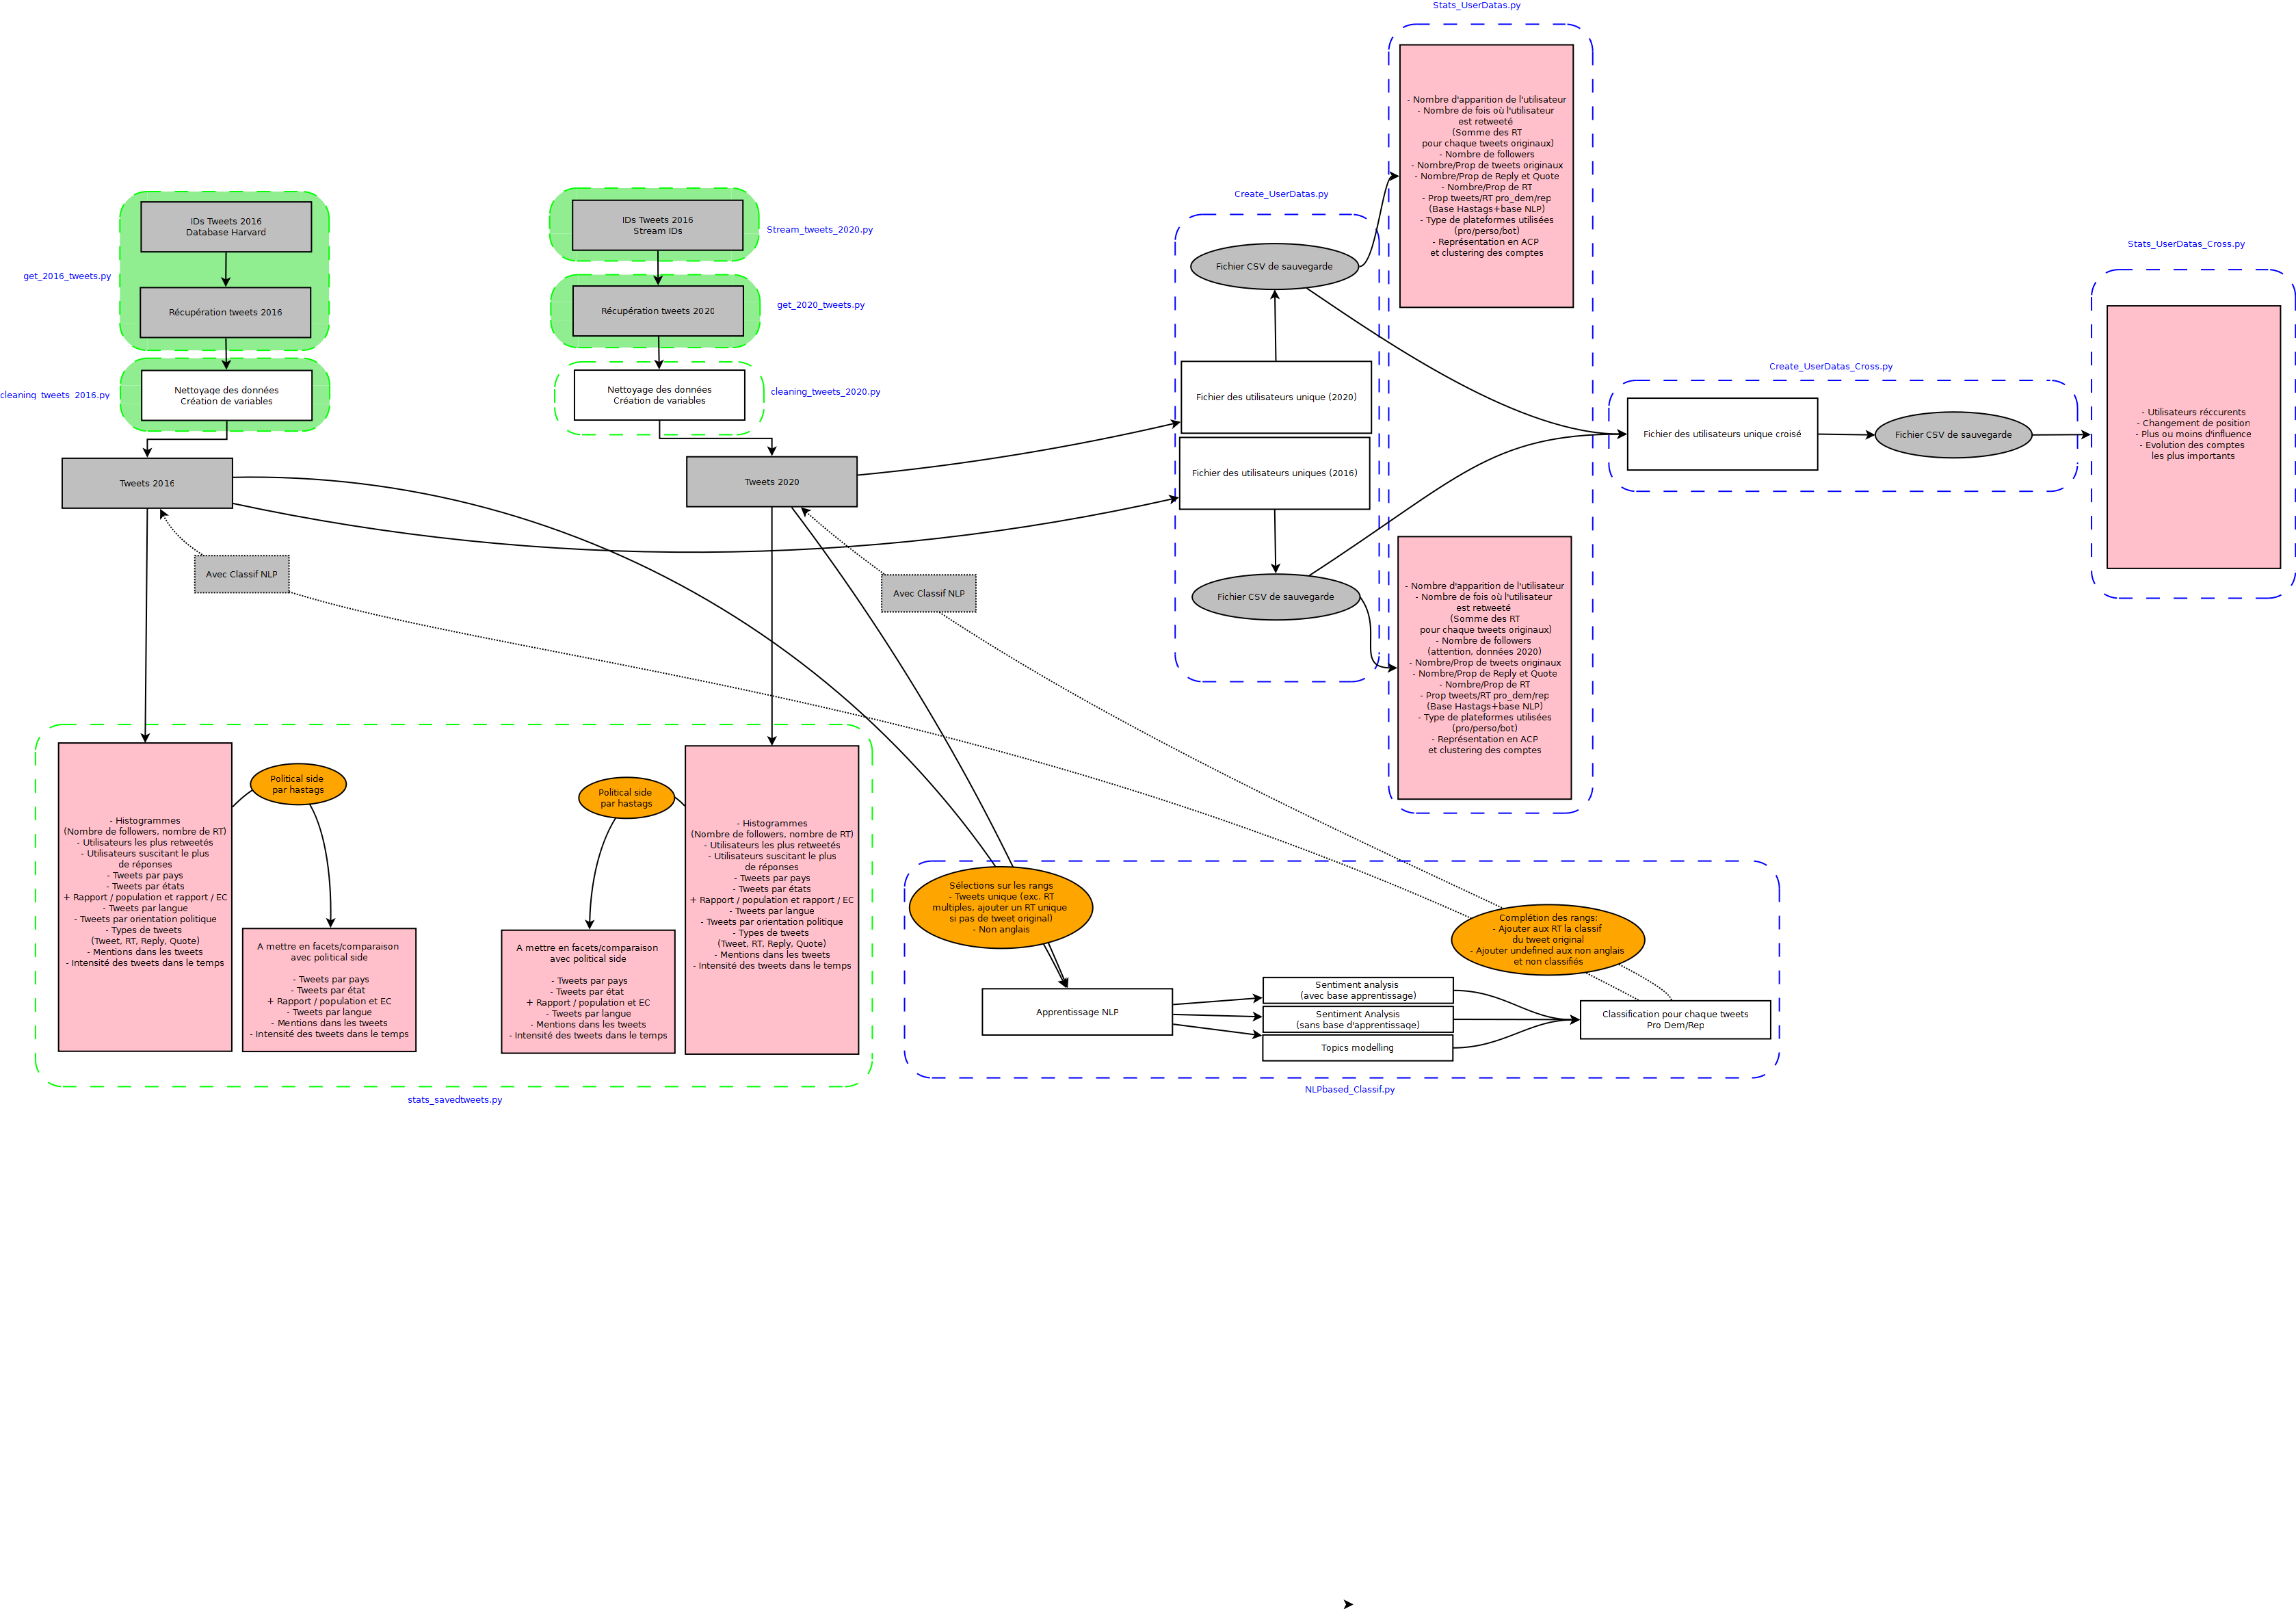 Stats_UserDatas.py
- Nombre d'apparition de l'utilisateur
- Nombre de fois où l'utilisateur
est retweeté
(Somme des RT
pour chaque tweets originaux)
- Nombre de followers
- Nombre/Prop de tweets originaux
- Nombre/Prop de Reply et Quote
- Nombre/Prop de RT
- Prop tweets/RT pro_dem/rep
(Base Hastags+base NLP)
- Type de plateformes utilisées
(pro/perso/bot)
- Représentation en ACP
et clustering des comptes
get_2016_tweets.py
IDs Tweets 2016
Database Harvard
Récupération tweets 2016
cleaning_tweets_2016.py
Nettoyage des données
Création de variables
Tweets 2016
Avec Classif NLP
IDs Tweets 2016
Stream IDs
Stream_tweets_2020.py
Récupération tweets 2020
get_2020_tweets.py
Nettoyage des données
Création de variables
cleaning_tweets_2020.py
Tweets 2020
Avec Classif NLP
Create_UserDatas.py
Fichier CSV de sauvegarde
Fichier des utilisateurs unique (2020)
Fichier des utilisateurs uniques (2016)
Fichier CSV de sauvegarde
- Nombre d'apparition de l'utilisateur
- Nombre de fois où l'utilisateur
est retweeté
(Somme des RT
pour chaque tweets originaux)
- Nombre de followers
(attention, données 2020)
- Nombre/Prop de tweets originaux
- Nombre/Prop de Reply et Quote
- Nombre/Prop de RT
- Prop tweets/RT pro_dem/rep
(Base Hastags+base NLP)
- Type de plateformes utilisées
(pro/perso/bot)
- Représentation en ACP
et clustering des comptes
Create_UserDatas_Cross.py
Fichier des utilisateurs unique croisé
Fichier CSV de sauvegarde
Stats_UserDatas_Cross.py
- Utilisateurs réccurents
- Changement de position
- Plus ou moins d'influence
- Evolution des comptes
les plus importants
- Histogrammes
(Nombre de followers, nombre de RT)
- Utilisateurs les plus retweetés
- Utilisateurs suscitant le plus
de réponses
- Tweets par pays
- Tweets par états
+ Rapport / population et rapport / EC
- Tweets par langue
- Tweets par orientation politique
- Types de tweets
(Tweet, RT, Reply, Quote)
- Mentions dans les tweets
- Intensité des tweets dans le temps
Political side
par hastags
A mettre en facets/comparaison
avec political side
- Tweets par pays
- Tweets par état
+ Rapport / population et EC
- Tweets par langue
- Mentions dans les tweets
- Intensité des tweets dans le temps
Political side
par hastags
A mettre en facets/comparaison
avec political side
- Tweets par pays
- Tweets par état
+ Rapport / population et EC
- Tweets par langue
- Mentions dans les tweets
- Intensité des tweets dans le temps
- Histogrammes
(Nombre de followers, nombre de RT)
- Utilisateurs les plus retweetés
- Utilisateurs suscitant le plus
de réponses
- Tweets par pays
- Tweets par états
+ Rapport / population et rapport / EC
- Tweets par langue
- Tweets par orientation politique
- Types de tweets
(Tweet, RT, Reply, Quote)
- Mentions dans les tweets
- Intensité des tweets dans le temps
stats_savedtweets.py
Sélections sur les rangs
- Tweets unique (exc. RT
multiples, ajouter un RT unique
si pas de tweet original)
- Non anglais
Apprentissage NLP
Sentiment analysis
(avec base apprentissage)
Sentiment Analysis
(sans base d'apprentissage)
Topics modelling
Complétion des rangs:
- Ajouter aux RT la classif
du tweet original
- Ajouter undefined aux non anglais
et non classifiés
Classification pour chaque tweets
Pro Dem/Rep
NLPbased_Classif.py